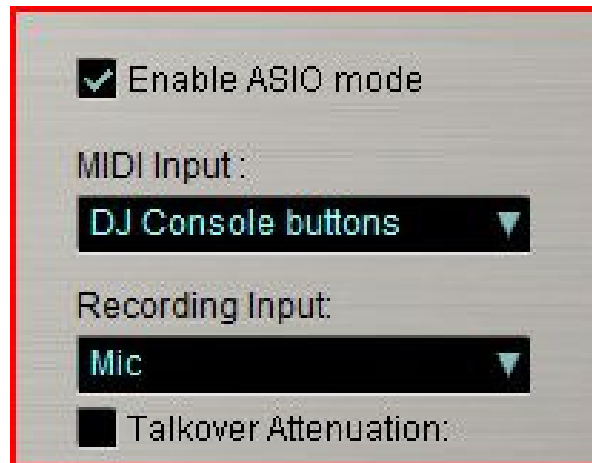 Enable ASIO mode
MIDI Input :
DJ Console buttons
Recording Input:
Mic
Talkover Attenuation: